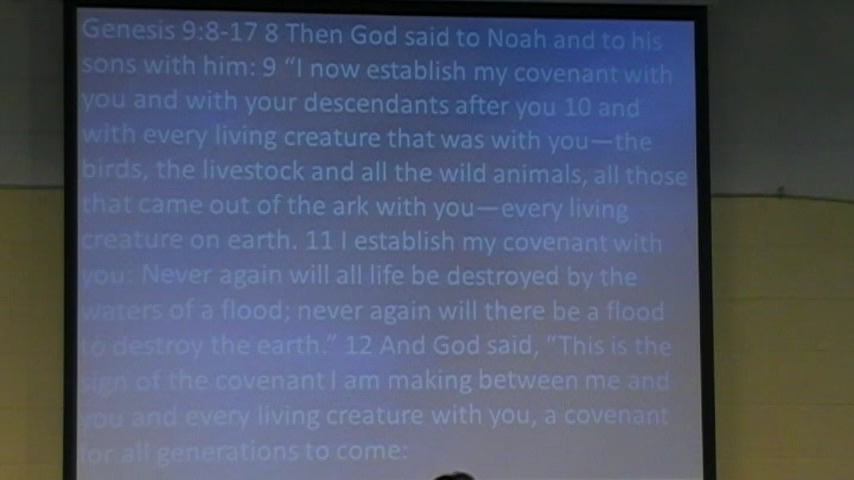 Genesis 9:8-17 8 Then God said to Noah and to his
sons with him: 9 “I now establish my covenant with
you and with your descendants after you 10 and
with every living creature that was with you—the
birds, the livestock and all the wild animals, all those
that came out of the ark with you—every living
creature on earth. 11 I establish my covenant with
you: Never again will all life be destroyed by the
waters of a flood; never again will there be a flood
to destroy the earth.” 12 And God said, “This is the
sign of the covenant I am making between me and
you and every living creature with you, a covenant
for all generations to come: